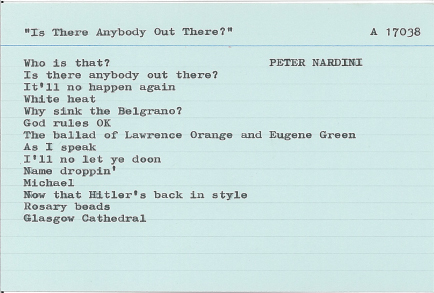 "Is There Anybody Out There?" A 17038
Who is that? PETER NARDINI
Is there anybody out there?
It'll no happen again
White heat
Why sink the Belgrano?
God rules OK
The ballad of Lawrence Orange and Eugene Green
As I speak
I'll no let ye doon
Name droppin'
Michael
Now that Hitler's back in style
Rosary beads
Glasgow Cathedral